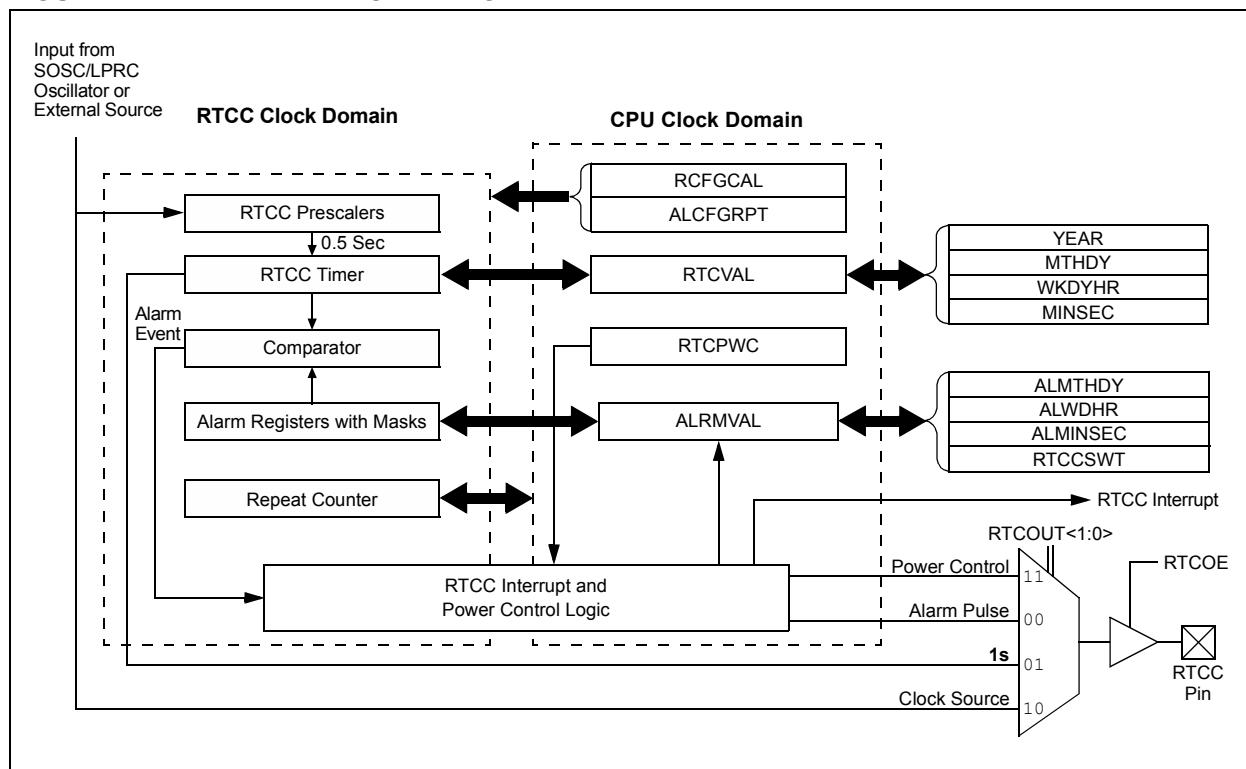 Input from
SOSC/LPRC
Oscillator or
External Source
RTCC Clock Domain
CPU Clock Domain
RCFGCAL
ALCFGRPT
RTCC Prescalers
0.5 Sec
RTCC Timer
RTCVAL
YEAR
MTHDY
WKDYHR
MINSEC
Alarm
Event
Comparator
RTCPWC
Alarm Registers with Masks
ALRMVAL
ALMTHDY
ALWDHR
ALMINSEC
RTCCSWT
Repeat Counter
RTCC Interrupt
RTCOUT<1:0>
RTCC Interrupt and
Power Control Logic
Power Control
11
RTCOE
Alarm Pulse
00
1s
01
Clock Source
10
RTCC
Pin